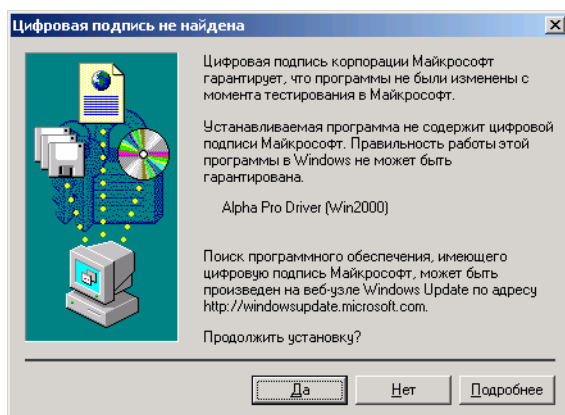 Цифровая подпись не найдена
Цифровая подпись корпорации Майкрософт
гарантирует, что программы не были изменены с
момента тестирования в Майкрософт.
Устанавливаемая программа не содержит цифровой
подписи Майкрософт. Правильность работы этой
программы в Windows не может быть
гарантирована.
Alpha Pro Driver (Win2000)
Поиск программного обеспечения, имеющего
цифровую подпись Майкрософт, может быть
произведен на веб-узле Windows Update по адресу
http://windowsupdate.microsoft.com.
Продолжить установку?
Да Нет Подробнее